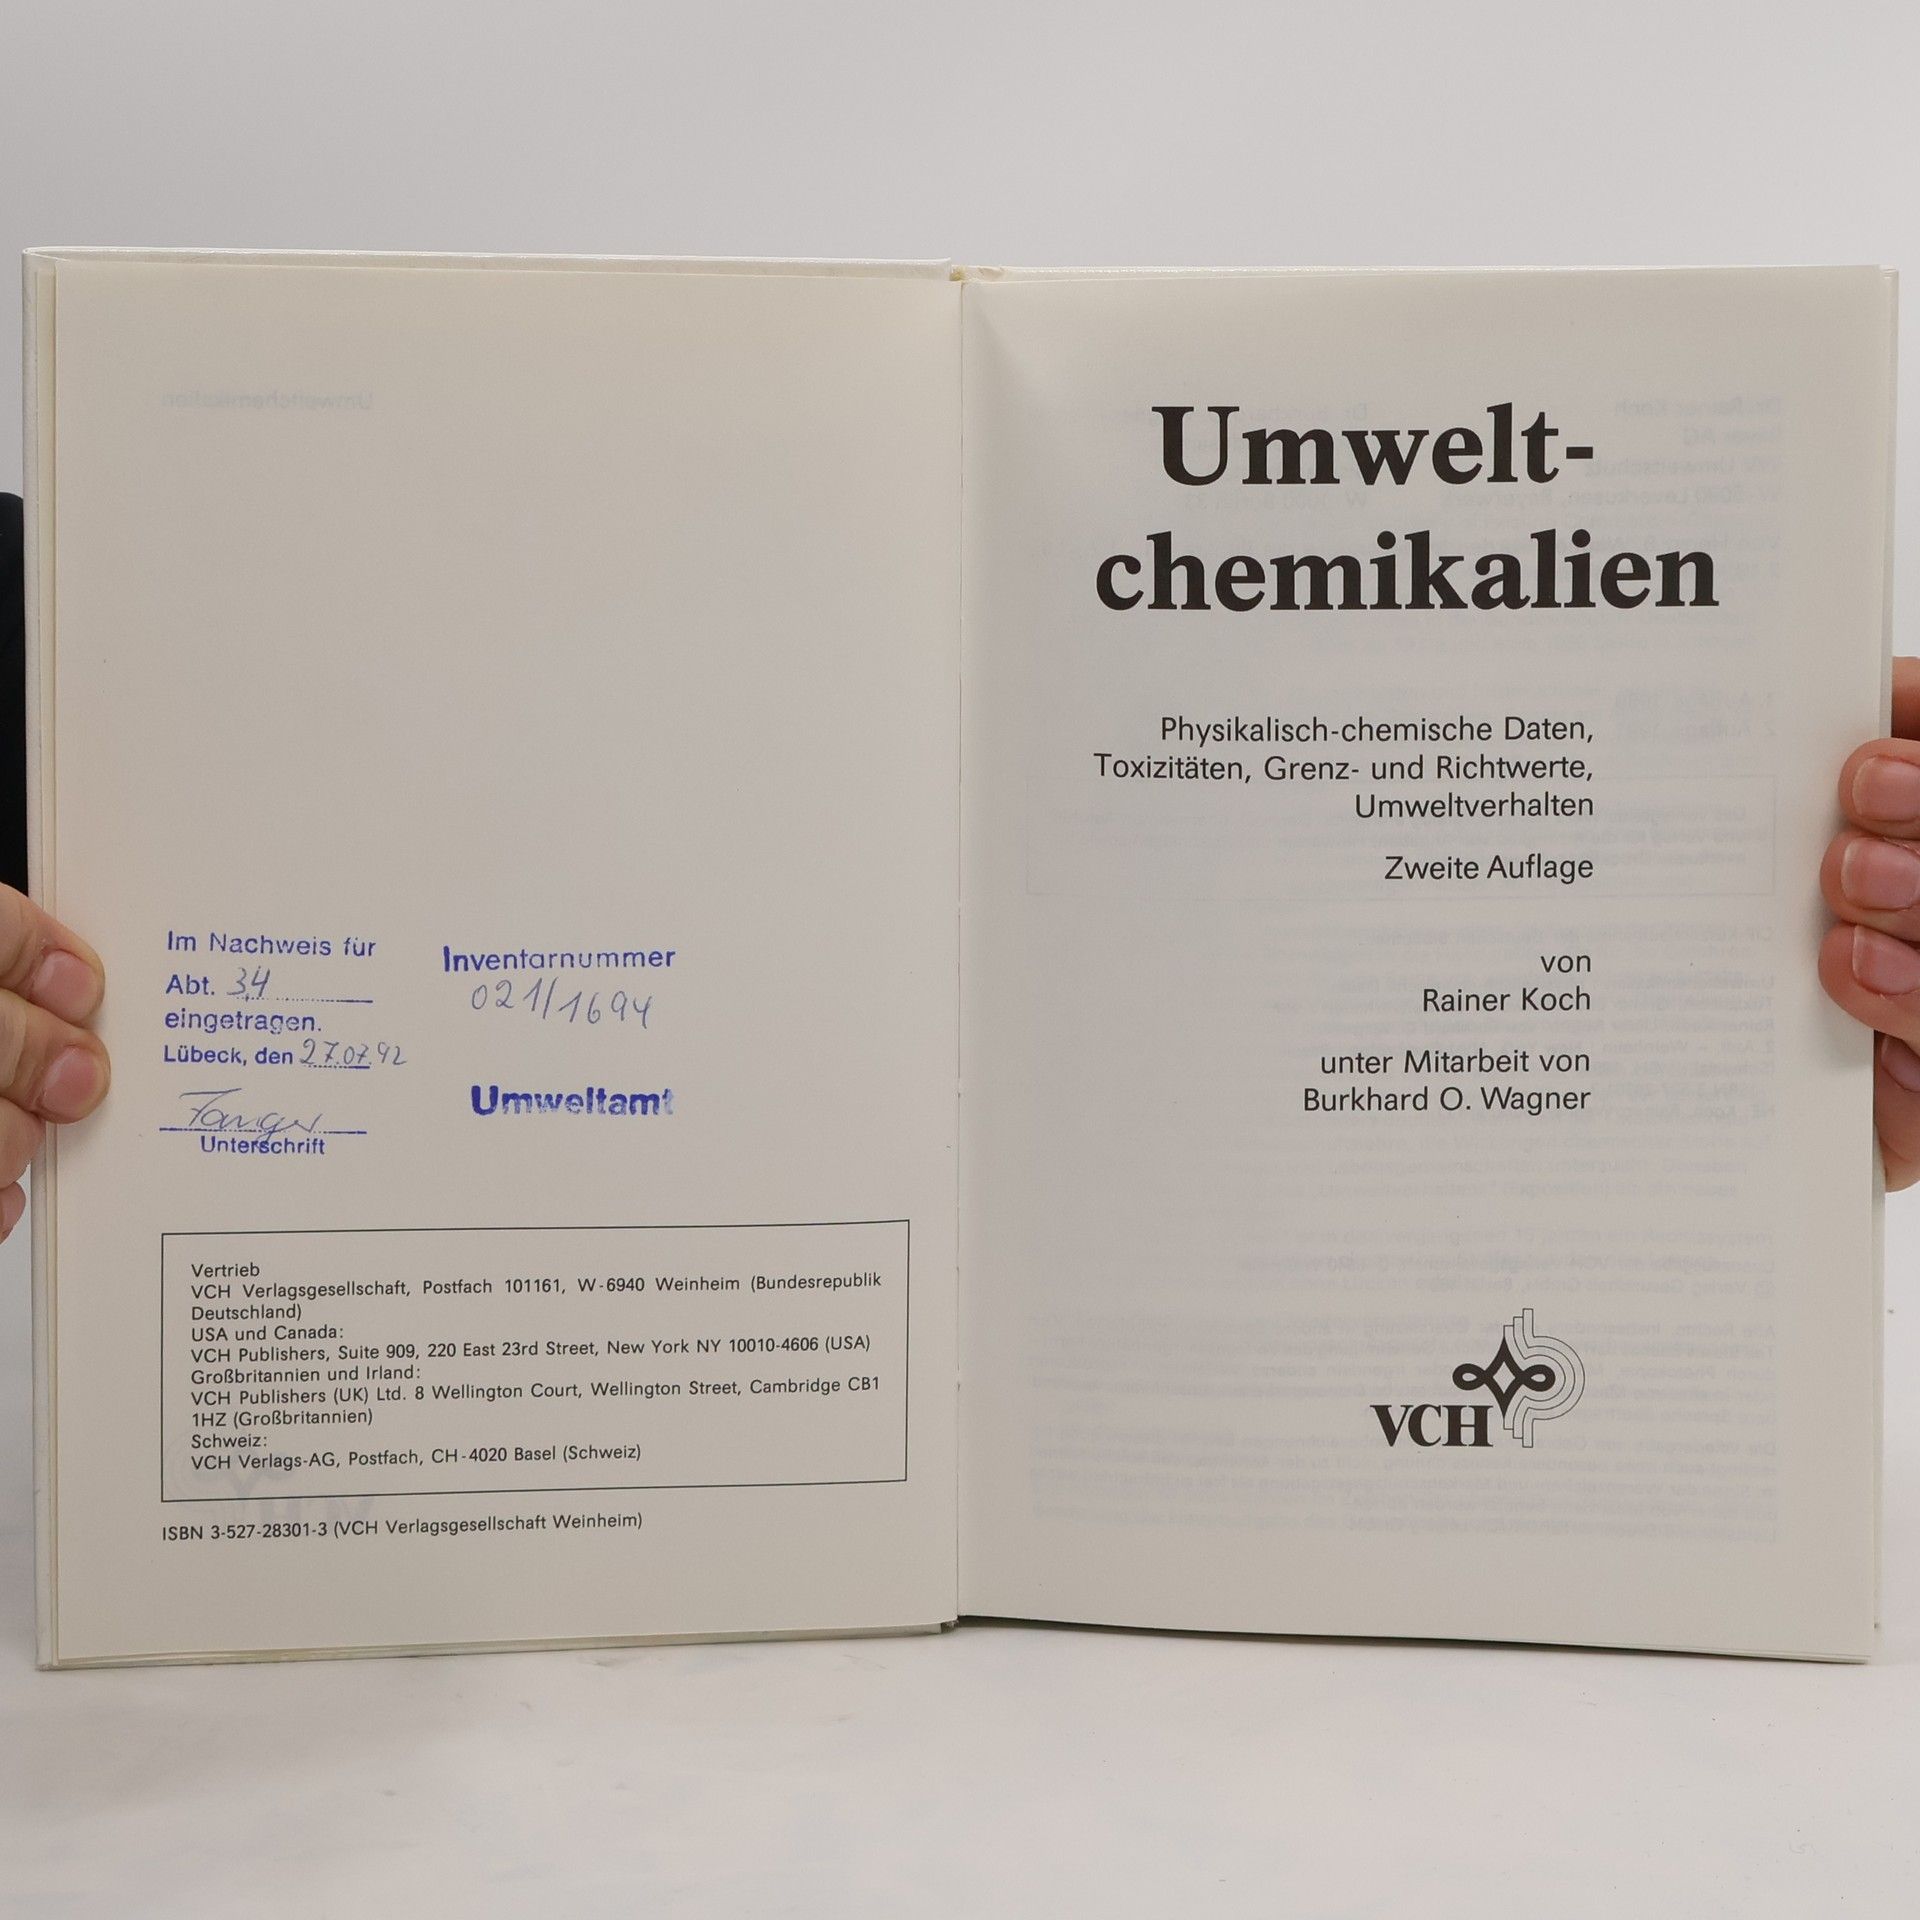 Im Nachweis für
Abt. 3,4
eingetragen.
Lübeck, den 27.07.92
Unterschrift
Inventarnummer
021/1694
Umweltamt
Vertrieb
VCH Verlagsgesellschaft, Postfach 101161, W-6940 Weinheim (Bundesrepublik
Deutschland)
USA und Canada:
VCH Publishers, Suite 909, 220 East 23rd Street, New York NY 10010-4606 (USA)
Großbritannien und Irland:
VCH Publishers (UK) Ltd. 8 Wellington Court, Wellington Street, Cambridge CB1
1HZ (Großbritannien)
Schweiz:
VCH Verlags-AG, Postfach, CH-4020 Basel (Schweiz)
ISBN 3-527-28301-3 (VCH Verlagsgesellschaft Weinheim)
Umwelt-
chemikalien
Physikalisch-chemische Daten,
Toxizitäten, Grenz- und Richtwerte,
Umweltverhalten
Zweite Auflage
von
Rainer Koch
unter Mitarbeit von
Burkhard O. Wagner
VCH